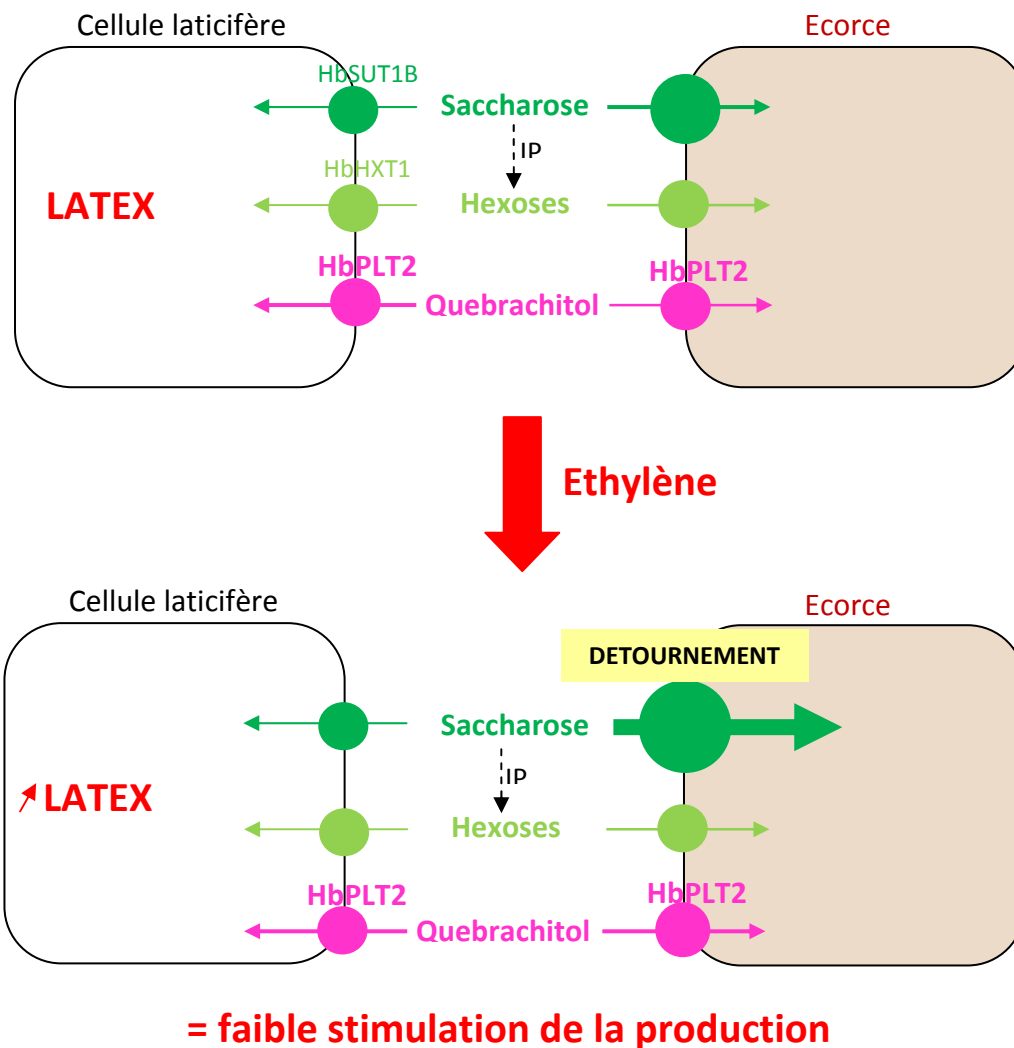 Cellule laticifère
Ecorce
HbSUT1B
Saccharose
IP
HbHXT1
LATEX
Hexoses
HbPLT2
HbPLT2
Quebrachitol
Ethylène
Cellule laticifère
Ecorce
DETOURNEMENT
Saccharose
IP
LATEX
Hexoses
HbPLT2
HbPLT2
Quebrachitol
= faible stimulation de la production